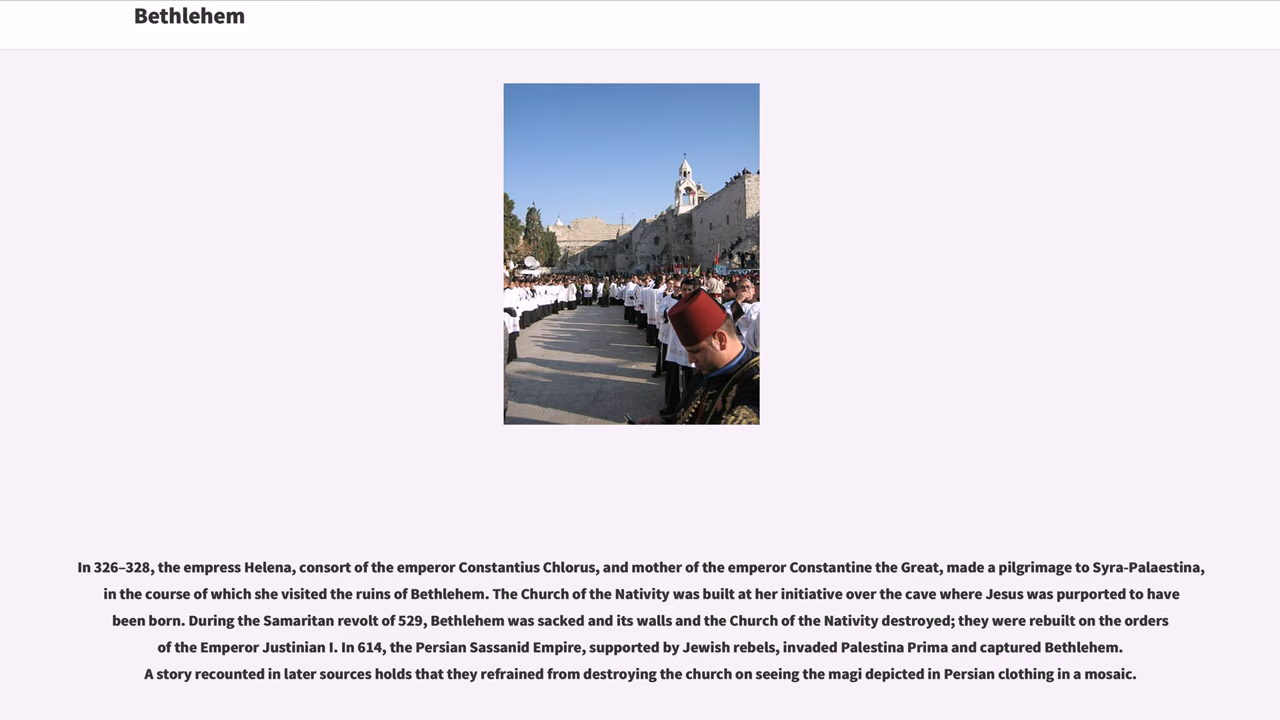 Bethlehem
In 326–328, the empress Helena, consort of the emperor Constantius Chlorus, and mother of the emperor Constantine the Great, made a pilgrimage to Syra-Palaestina,
in the course of which she visited the ruins of Bethlehem. The Church of the Nativity was built at her initiative over the cave where Jesus was purported to have
been born. During the Samaritan revolt of 529, Bethlehem was sacked and its walls and the Church of the Nativity destroyed; they were rebuilt on the orders
of the Emperor Justinian I. In 614, the Persian Sassanid Empire, supported by Jewish rebels, invaded Palestina Prima and captured Bethlehem.
A story recounted in later sources holds that they refrained from destroying the church on seeing the magi depicted in Persian clothing in a mosaic.